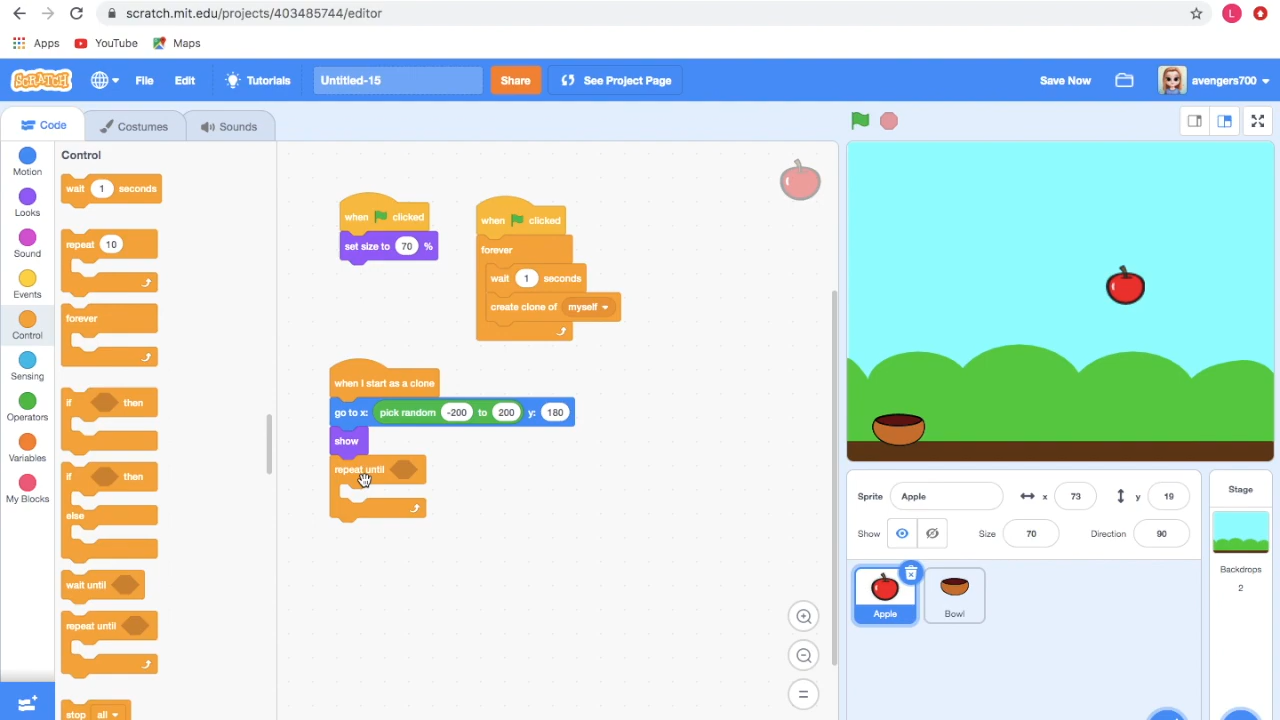 scratch.mit.edu/projects/403485744/editor
L
Apps YouTube Maps
SCRATCH File Edit Tutorials Untitled-15 Share See Project Page Save Now avengers700
Code Costumes Sounds
Motion
Looks
Sound
Events
Control
Sensing
Operators
Variables
My Blocks
Control
wait 1 seconds
repeat 10
forever
if then
if then
else
wait until
repeat until
stop all
when clicked
set size to 70 %
when clicked
forever
wait 1 seconds
create clone of myself
when I start as a clone
go to x: pick random -200 to 200 y: 180
show
repeat until
Sprite Apple x 73 y 19
Show Size 70 Direction 90
Apple
Bowl
Stage
Backdrops
2